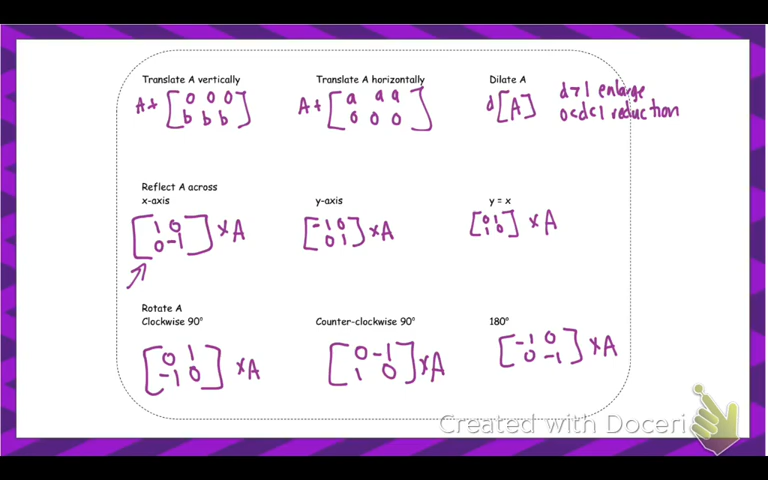 Translate A vertically
A+ [0 0 0
b b b]
Translate A horizontally
A+ [a a a
0 0 0]
Dilate A
d[A]
d>1 enlarge
0<d<1 reduction
Reflect A across
x-axis
[1 0
0 -1] × A
y-axis
[-1 0
0 1] × A
y = x
[0 1
1 0] × A
Rotate A
Clockwise 90°
[0 1
-1 0] × A
Counter-clockwise 90°
[0 -1
1 0] × A
180°
[-1 0
0 -1] × A
Created with Doceri